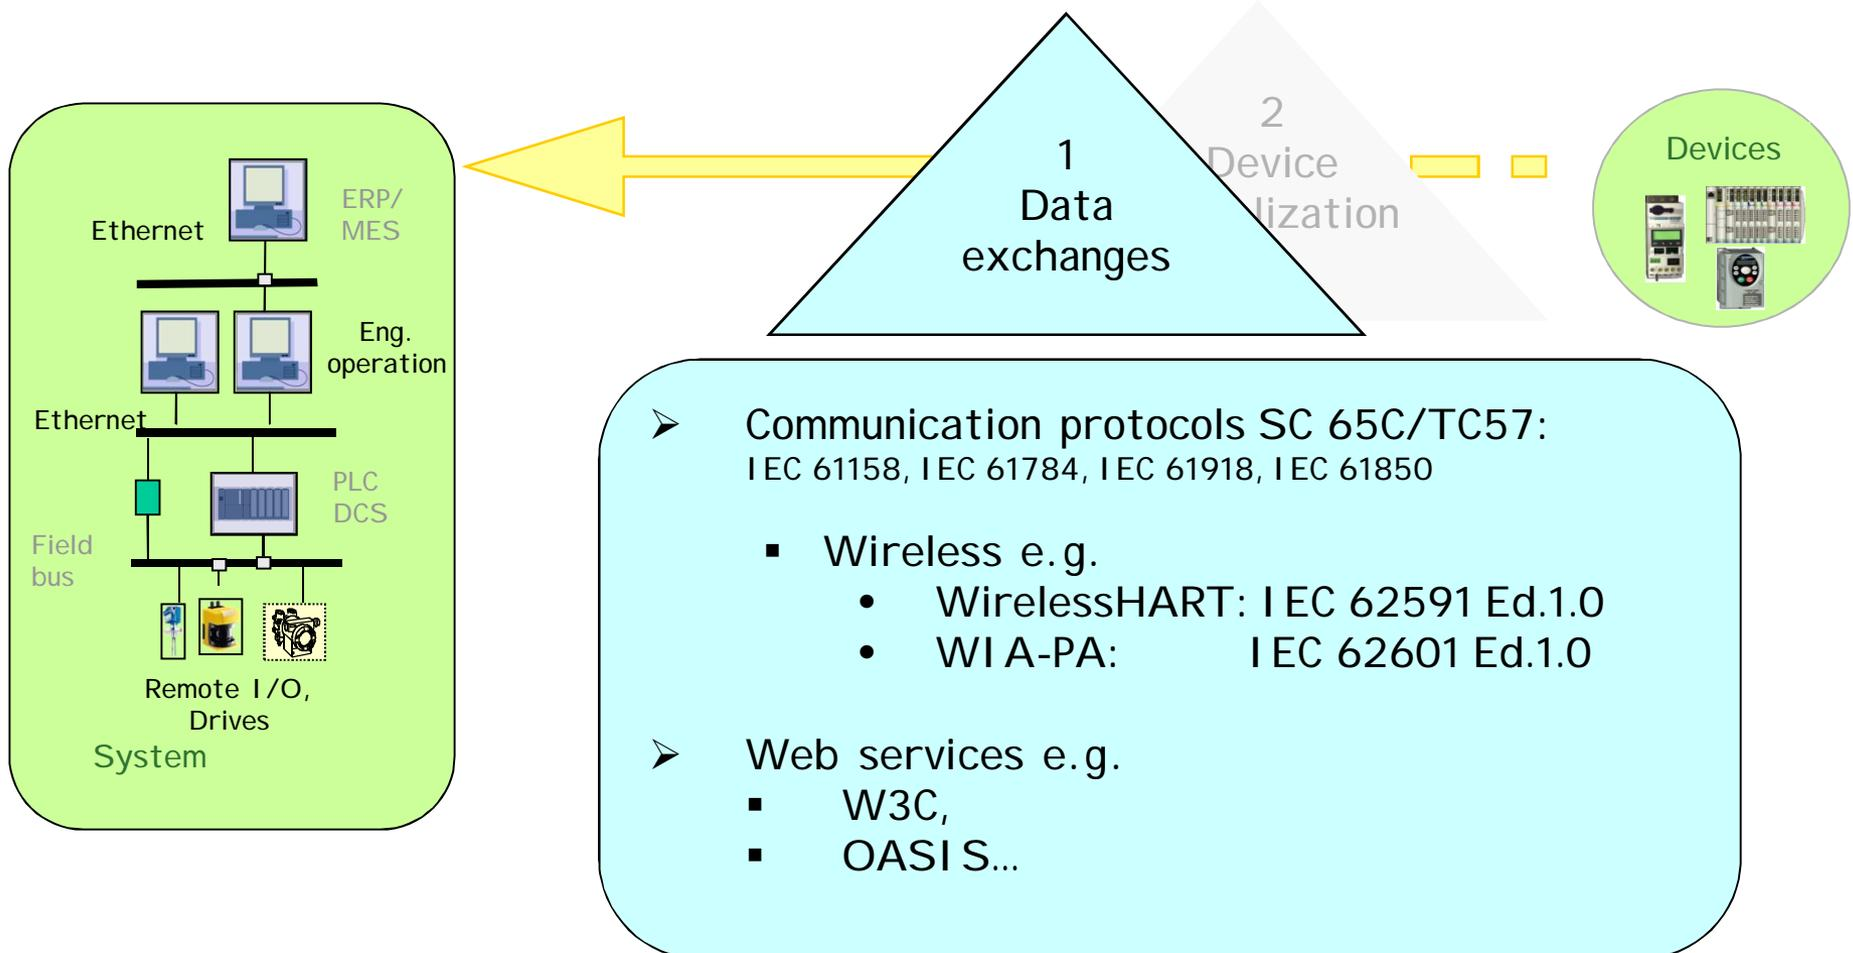 Ethernet
ERP/
MES
Eng.
operation
Ethernet
PLC
DCS
Field
bus
Remote I/O,
Drives
System
1
Data
exchanges
2
Device
Devices
➢ Communication protocols SC 65C/TC57:
IEC 61158, IEC 61784, IEC 61918, IEC 61850
▪ Wireless e.g.
• WirelessHART: IEC 62591 Ed.1.0
• WIA-PA: IEC 62601 Ed.1.0
➢ Web services e.g.
▪ W3C,
▪ OASIS...